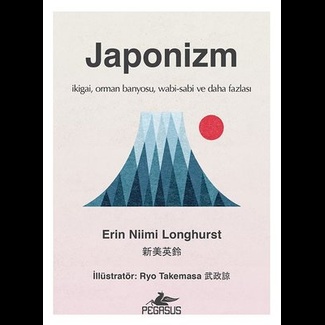 Japonizm
ikigai, orman banyosu, wabi-sabi ve daha fazlası
Erin Niimi Longhurst
新美英鈴
İllüstratör: Ryo Takemasa 武政諒
PEGASUS